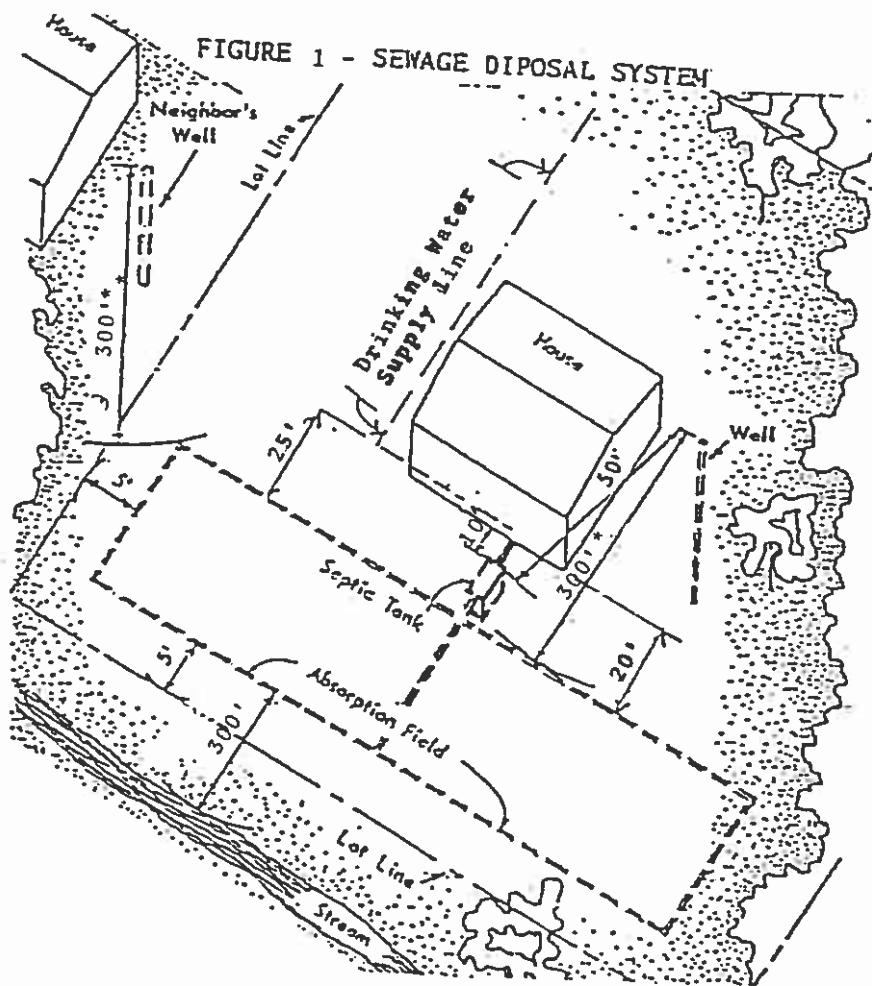 FIGURE 1 - SEWAGE DIPOSAL SYSTEM
House
Neighbor's
Well
Lot Line
300'*
Drinking Water
Supply Line
House
Well
25'
50'
5'
10'
300'*
Septic Tank
20'
5'
Absorption Field
300'
Lot Line
Stream